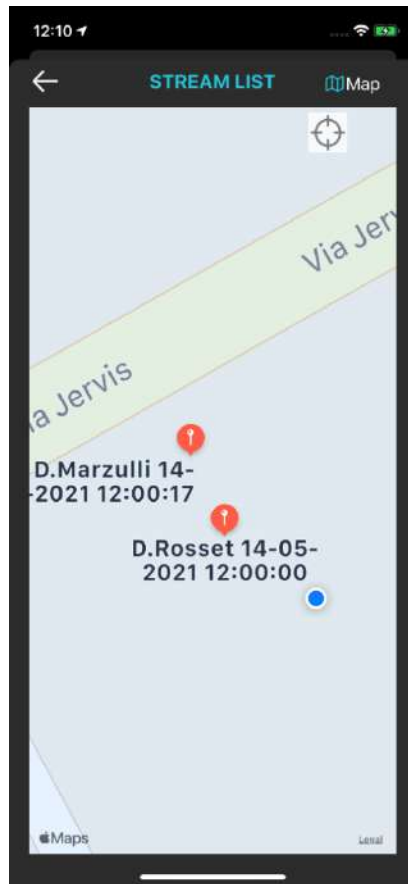 12:10
STREAM LIST
Map
Via Jerv
a Jervis
D.Marzulli 14-
-2021 12:00:17
D.Rosset 14-05-
2021 12:00:00
Maps
Legal